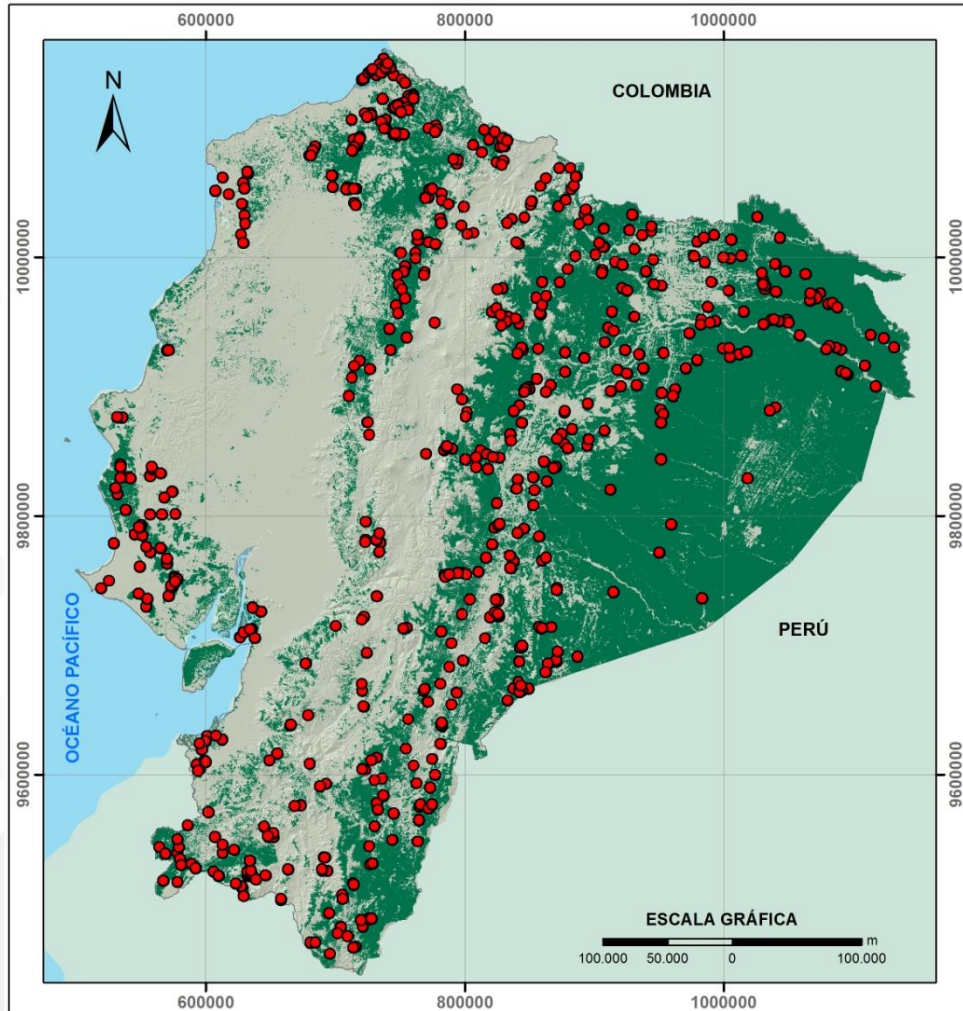 600000 800000 1000000
N
COLOMBIA
10000000 10000000
9800000 9800000
PERÚ
OCÉANO PACÍFICO
9600000 9600000
ESCALA GRÁFICA
m
100.000 50.000 0 100.000
600000 800000 1000000